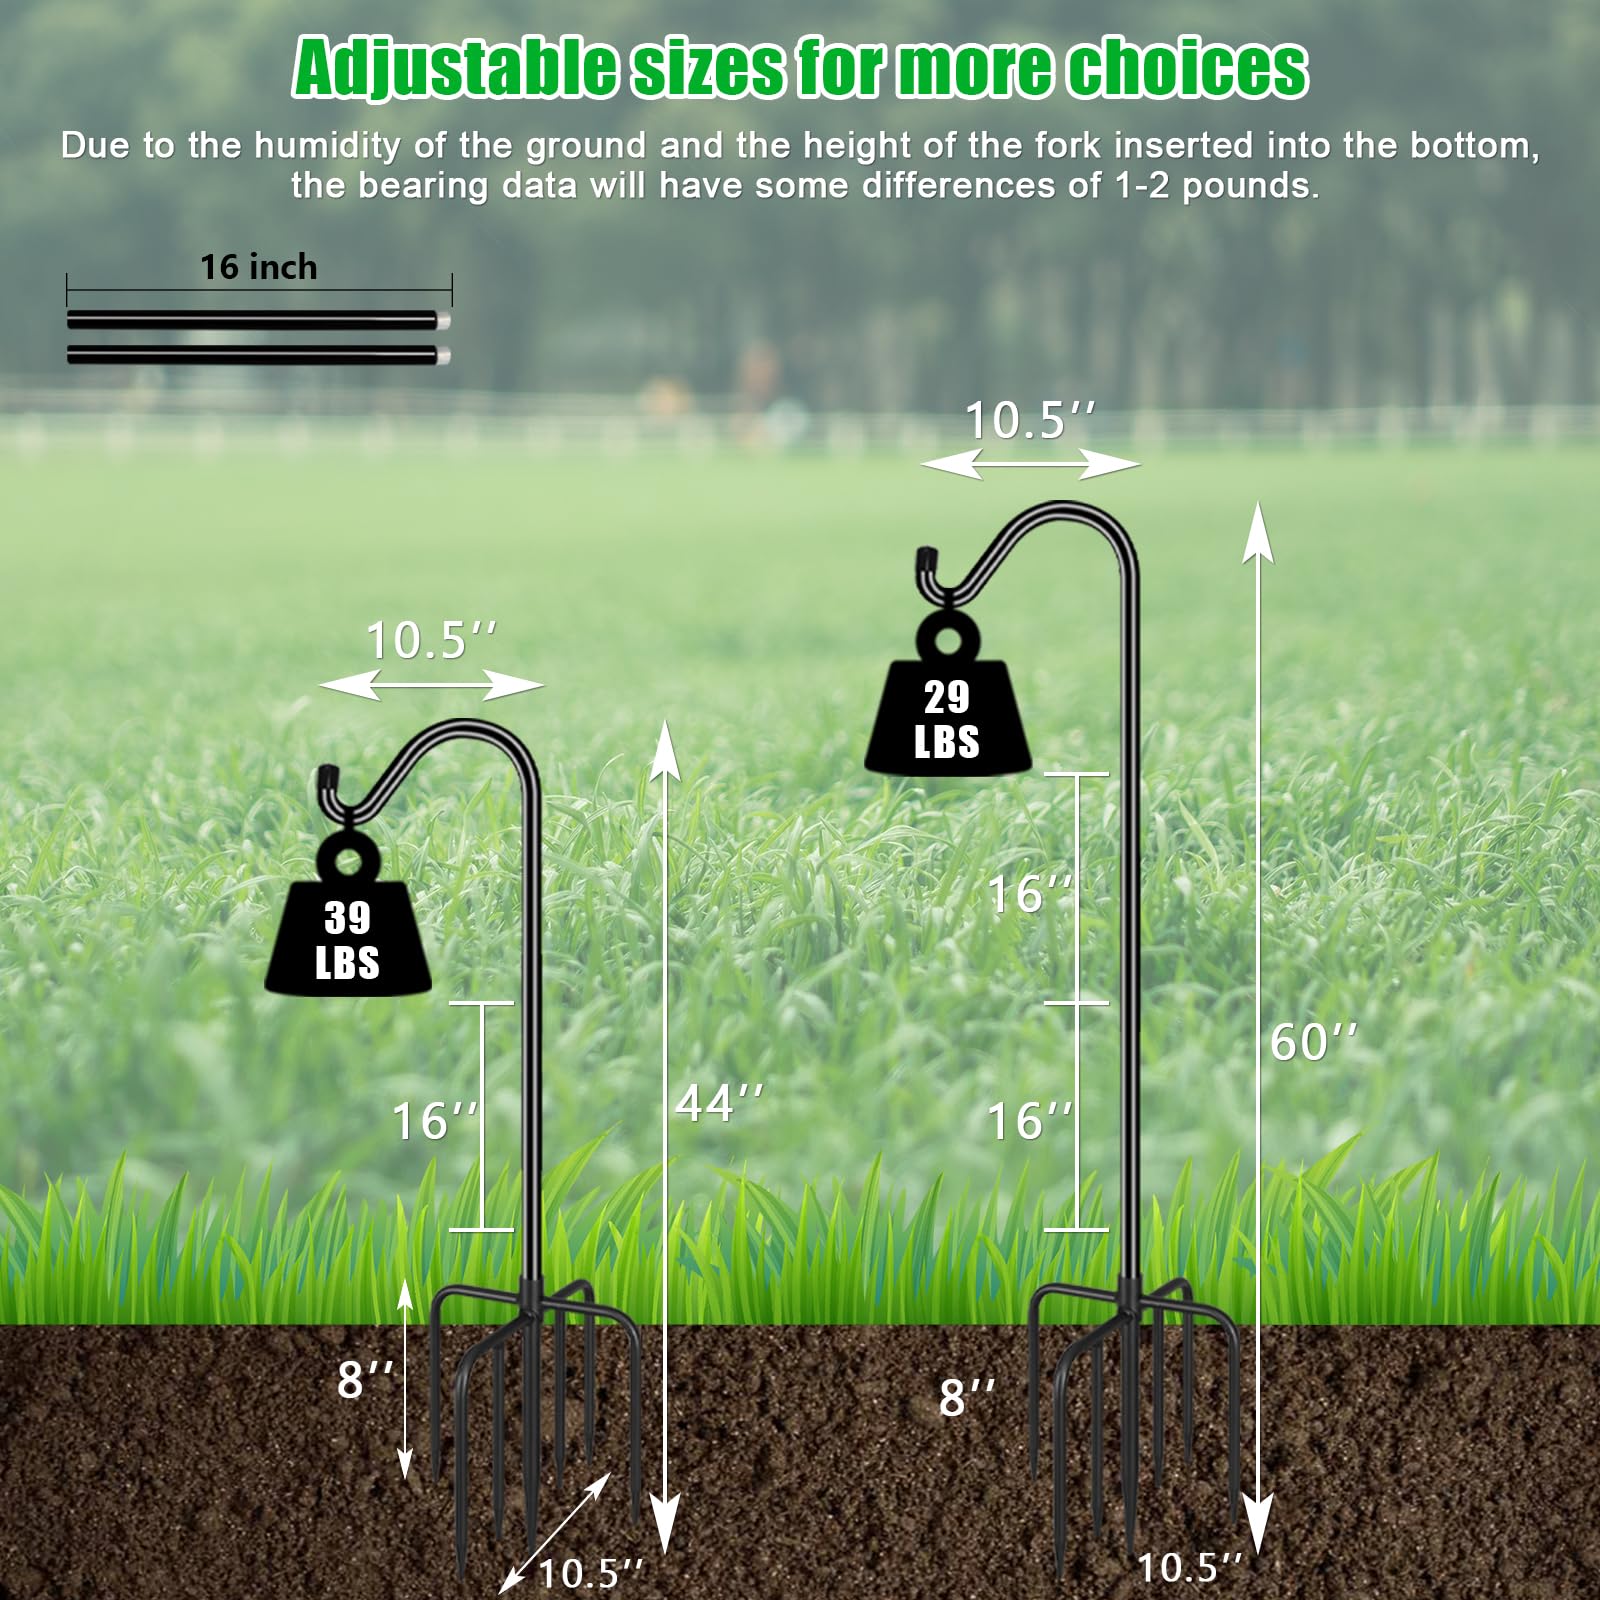 Adjustable sizes for more choices
Due to the humidity of the ground and the height of the fork inserted into the bottom,
the bearing data will have some differences of 1-2 pounds.
16 inch
10.5’’
10.5’’
29
LBS
39
LBS
16’’
60’’
44’’
16’’
16’’
8’’
8’’
10.5’’
10.5’’